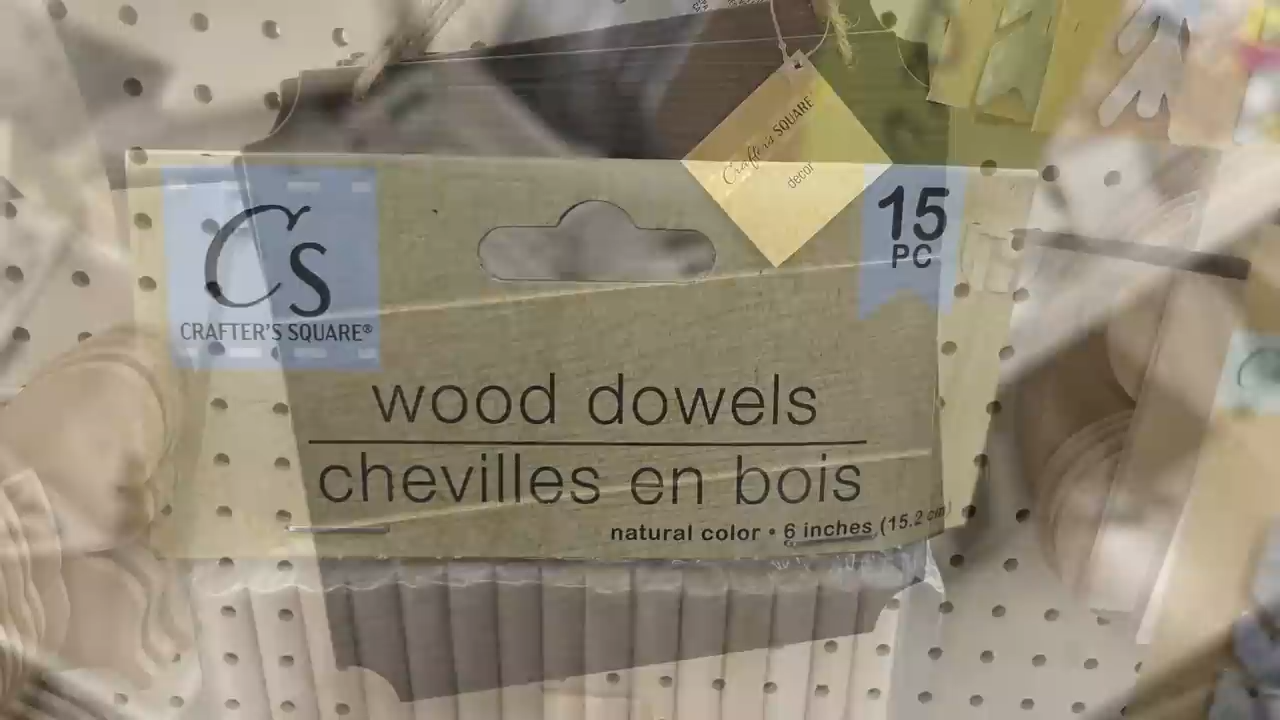 Crafter's SQUARE
decor
15
PC
CS
CRAFTER'S SQUARE®
wood dowels
chevilles en bois
natural color • 6 inches (15.2 cm)